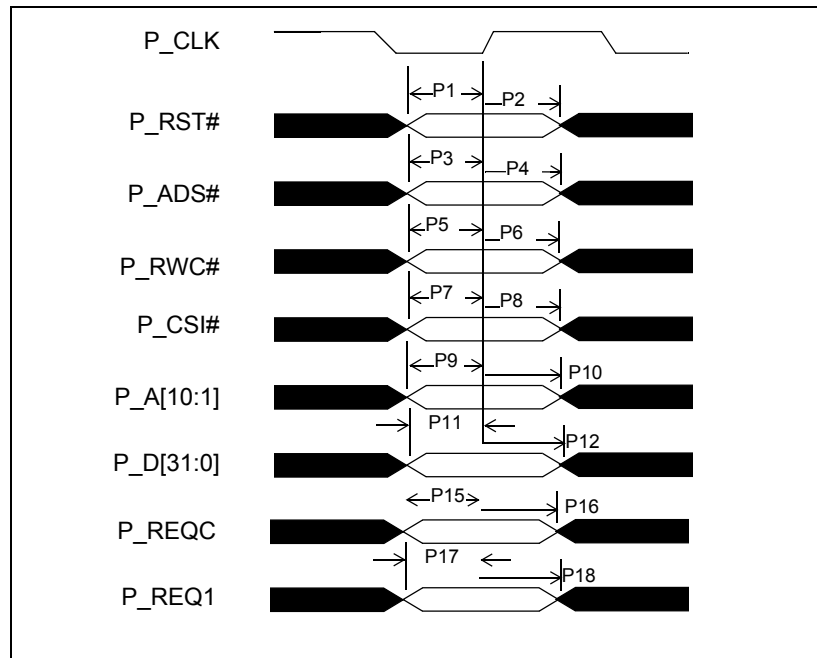 P_CLK
P1
P2
P_RST#
P3
P4
P_ADS#
P5
P6
P_RWC#
P7
P8
P_CSI#
P9
P10
P_A[10:1]
P11
P12
P_D[31:0]
P15
P16
P_REQC
P17
P18
P_REQ1